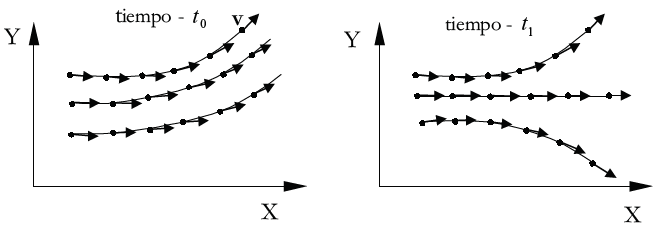 tiempo - t₀
v
Y
X
tiempo - t₁
Y
X